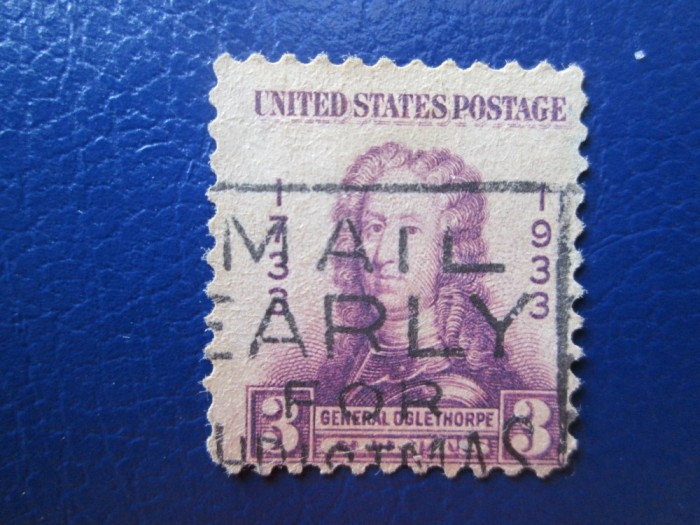 UNITED STATES POSTAGE
1733
1933
MAIL
EARLY
FOR
3
GENERAL OGLETHORPE
3